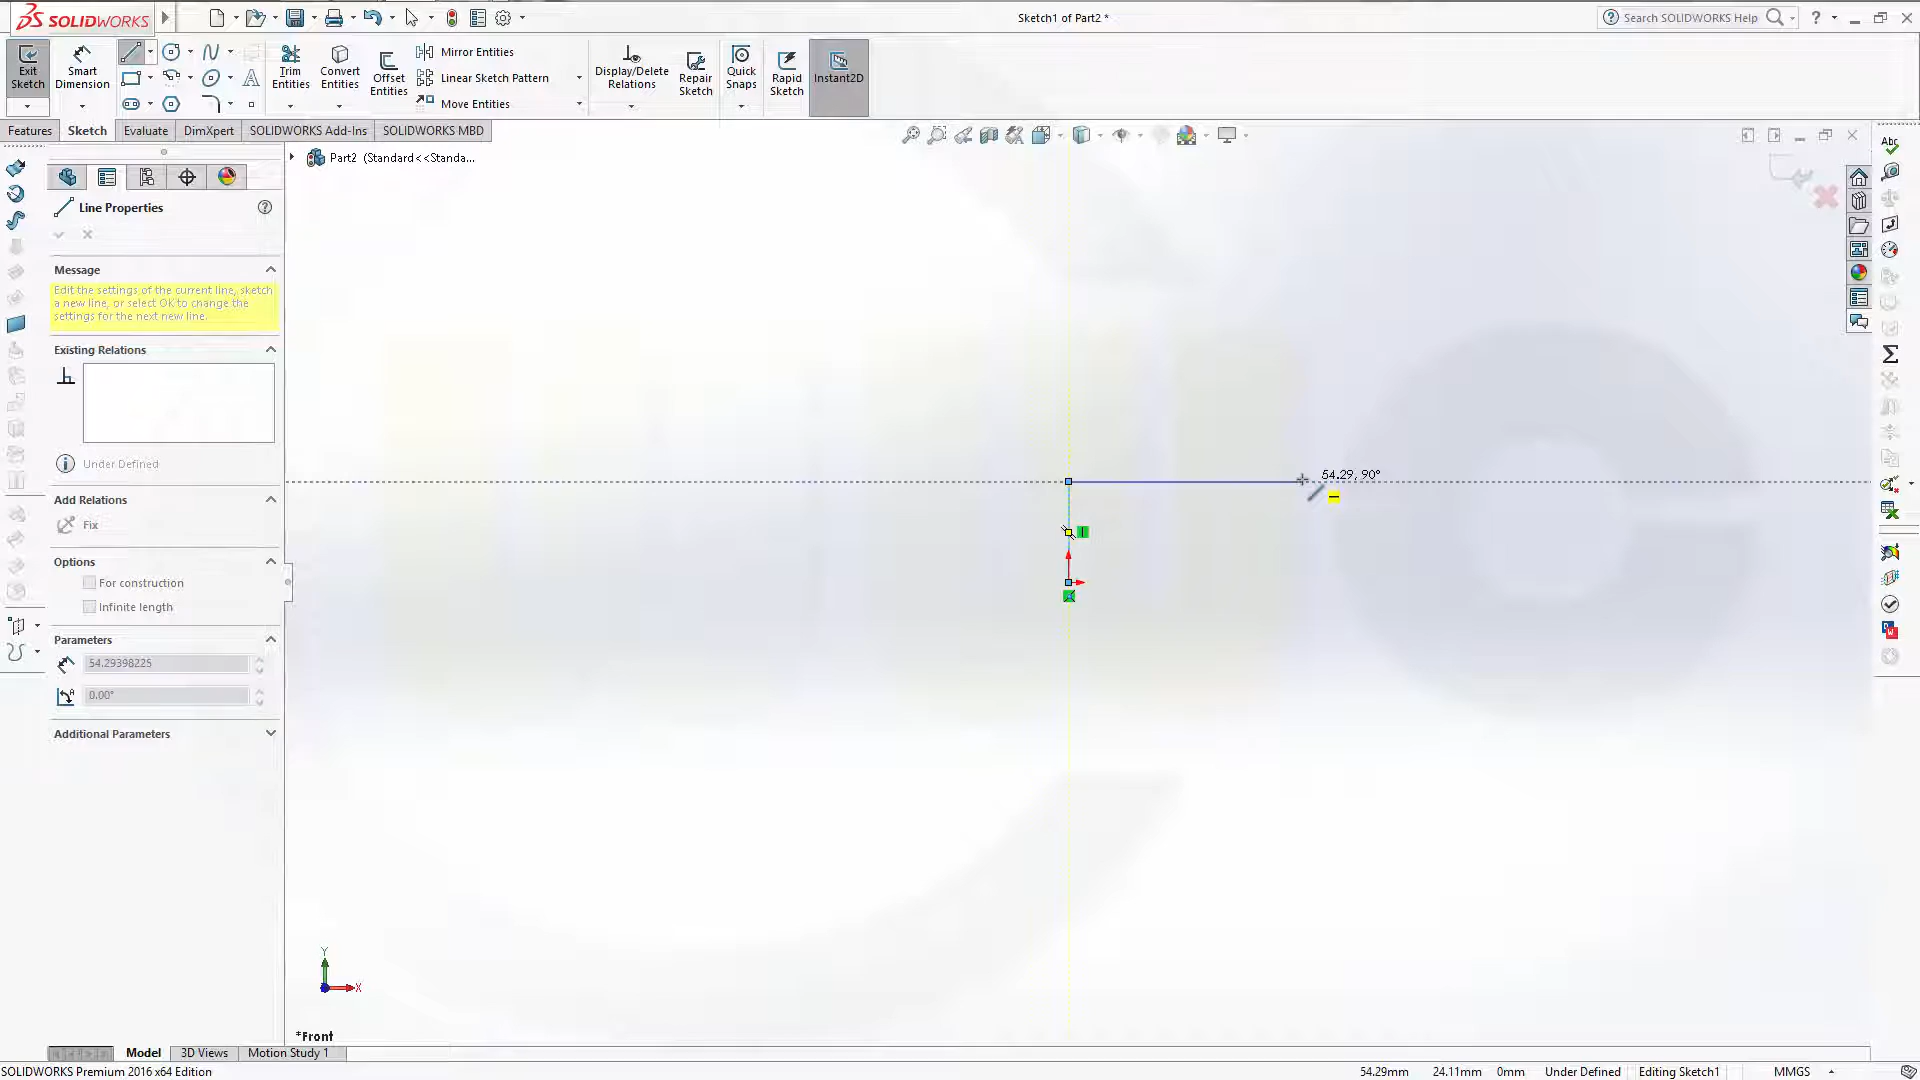 SOLIDWORKS
Sketch1 of Part2 *
Search SOLIDWORKS Help
Exit Sketch
Smart Dimension
Trim Entities
Convert Entities
Offset Entities
Mirror Entities
Linear Sketch Pattern
Move Entities
Display/Delete Relations
Repair Sketch
Quick Snaps
Rapid Sketch
Instant2D
Features
Sketch
Evaluate
DimXpert
SOLIDWORKS Add-Ins
SOLIDWORKS MBD
Part2 (Standard<<Standa...
Line Properties
Message
Edit the settings of the current line, sketch
a new line, or select OK to change the
settings for the next new line.
Existing Relations
Under Defined
Add Relations
Fix
Options
For construction
Infinite length
Parameters
54.29398225
0.00°
Additional Parameters
54.29, 90°
Y
X
*Front
Model
3D Views
Motion Study 1
SOLIDWORKS Premium 2016 x64 Edition
54.29mm
24.11mm
0mm
Under Defined
Editing Sketch1
MMGS